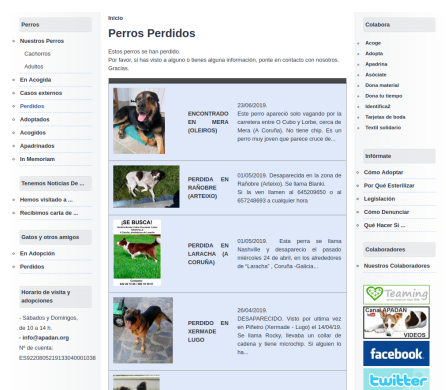 Perros
Nuestros Perros
Cachorros
Adultos
En Acogida
Casos externos
Perdidos
Adoptados
Acogidos
Apadrinados
In Memoriam
Tenemos Noticias De ...
Hemos visitado a ...
Recibimos carta de ...
Gatos y otros amigos
En Adopción
Perdidos
Horario de visita y
adopciones
- Sábados y Domingos,
de 10 a 14 h.
- info@apadan.org
Nº de cuenta:
ES9220805219133040001038
Inicio
Perros Perdidos
Estos perros se han perdido.
Por favor, si has visto a alguno o tienes alguna información, ponte en contacto con nosotros.
Gracias.
ENCONTRADO
EN MERA
(OLEIROS)
23/06/2019.
Este perro apareció solo vagando por la
carretera entre O Cubo y Lorbe, cerca de
Mera (A Coruña). No tiene chip. Es un
perro muy joven que parece cruce de...
PERDIDA EN
RAÑOBRE
(ARTEIXO)
01/05/2019. Desaparecida en la zona de
Rañobre (Arteixo). Se llama Blanki.
Si la ven llamen al 645209650 o al
657248693 a cualquier hora
¡SE BUSCA!
PERDIDA EN
LARACHA (A
CORUÑA)
01/05/2019. Esta perra se llama
Nashville y desapareció el pasado
miércoles 24 de abril, en los alrededores
de "Laracha" , Coruña -Galicia...
PERDIDO EN
XERMADE
LUGO
26/04/2019.
DESAPARECIDO. Visto por ultima vez
en Piñeiro (Xermade - Lugo) el 14/04/19.
Se llama Rocky, llevaba un collar de
cadena y tiene microchip. Si alguien lo
ha...
Colabora
Acoge
Adopta
Apadrina
Asóciate
Dona material
Dona tu tiempo
Identifica2
Tarjetas de boda
Textil solidario
Infórmate
Cómo Adoptar
Por Qué Esterilizar
Legislación
Cómo Denunciar
Qué Hacer Si ...
Colaboradores
Nuestros Colaboradores
Teaming
Canal APADAN
VIDEOS
facebook
twitter